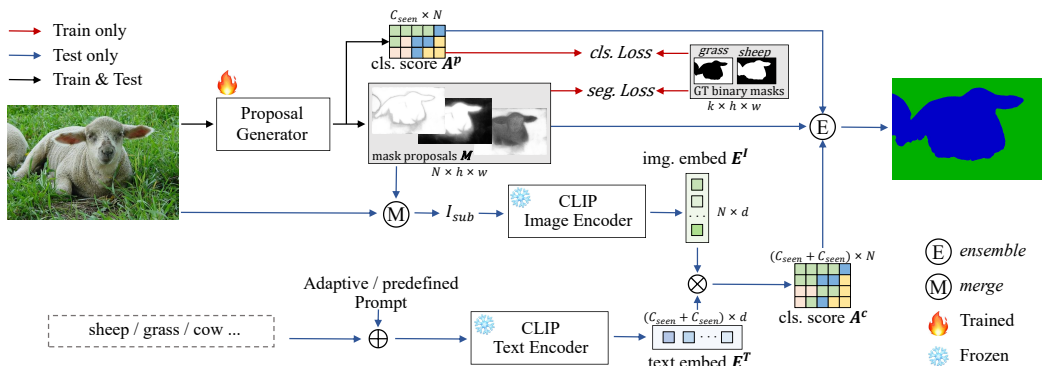 Train only
Test only
Train & Test
C_seen × N
cls. score A^p
cls. Loss
seg. Loss
grass sheep
GT binary masks
k × h × w
Proposal
Generator
mask proposals M
N × h × w
E
M
I_sub
CLIP
Image Encoder
img. embed E^I
N × d
...
(C_seen + C_seen) × N
cls. score A^c
Adaptive / predefined
Prompt
sheep / grass / cow ...
CLIP
Text Encoder
(C_seen + C_seen) × d
...
text embed E^T
E ensemble
M merge
Trained
Frozen